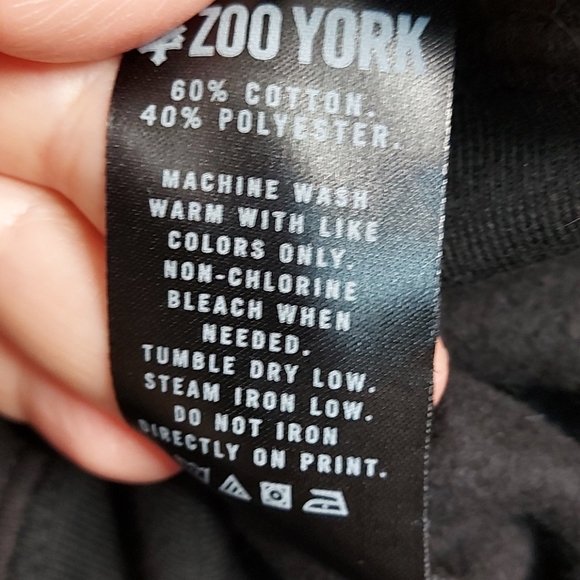 ZOO YORK
60% COTTON.
40% POLYESTER.
MACHINE WASH
WARM WITH LIKE
COLORS ONLY.
NON-CHLORINE
BLEACH WHEN
NEEDED.
TUMBLE DRY LOW.
STEAM IRON LOW.
DO NOT IRON
DIRECTLY ON PRINT.